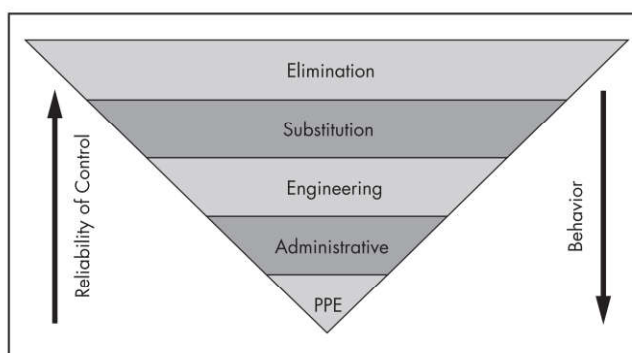 Elimination
Substitution
Engineering
Administrative
PPE
Reliability of Control
Behavior